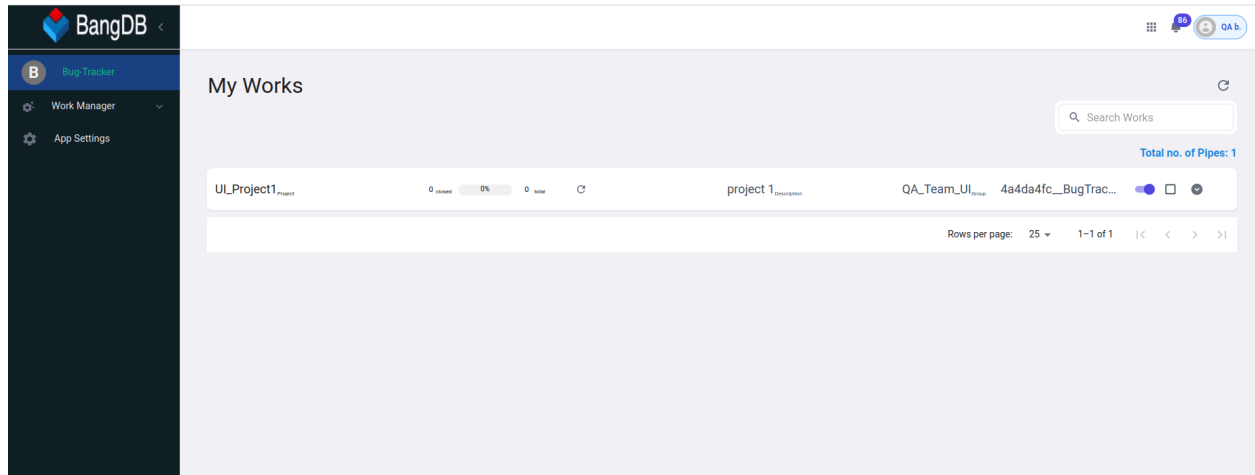 BangDB
86
QA b.
B Bug-Tracker
Work Manager
App Settings
My Works
Search Works
Total no. of Pipes: 1
UI_Project1 Project 0 closed 0% 0 total project 1 Description QA_Team_UI Group 4a4da4fc__BugTrac...
Rows per page: 25 1–1 of 1